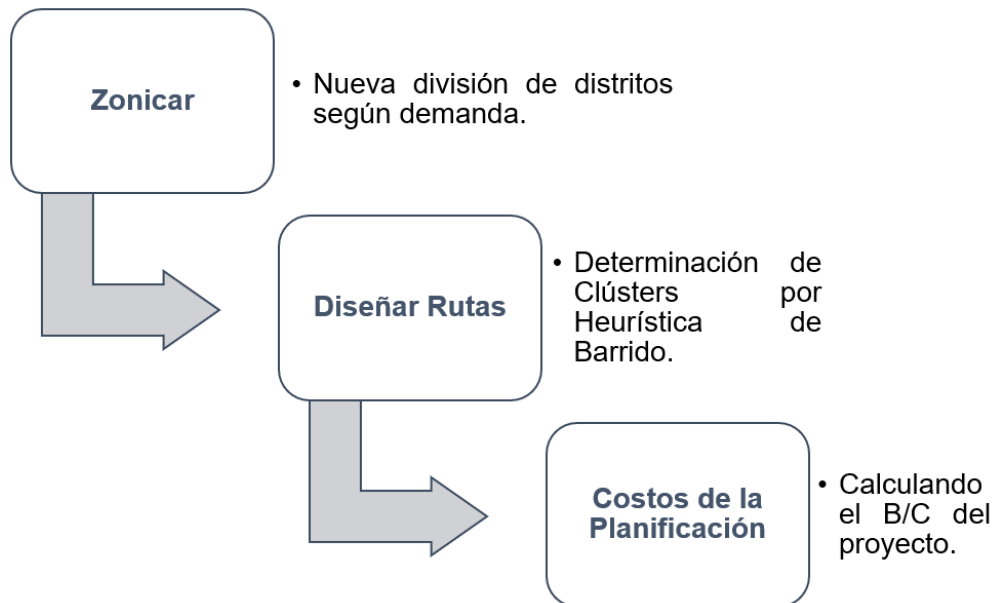 Zonicar
• Nueva división de distritos
según demanda.
Diseñar Rutas
• Determinación de
Clústers por
Heurística de
Barrido.
Costos de la
Planificación
• Calculando
el B/C del
proyecto.